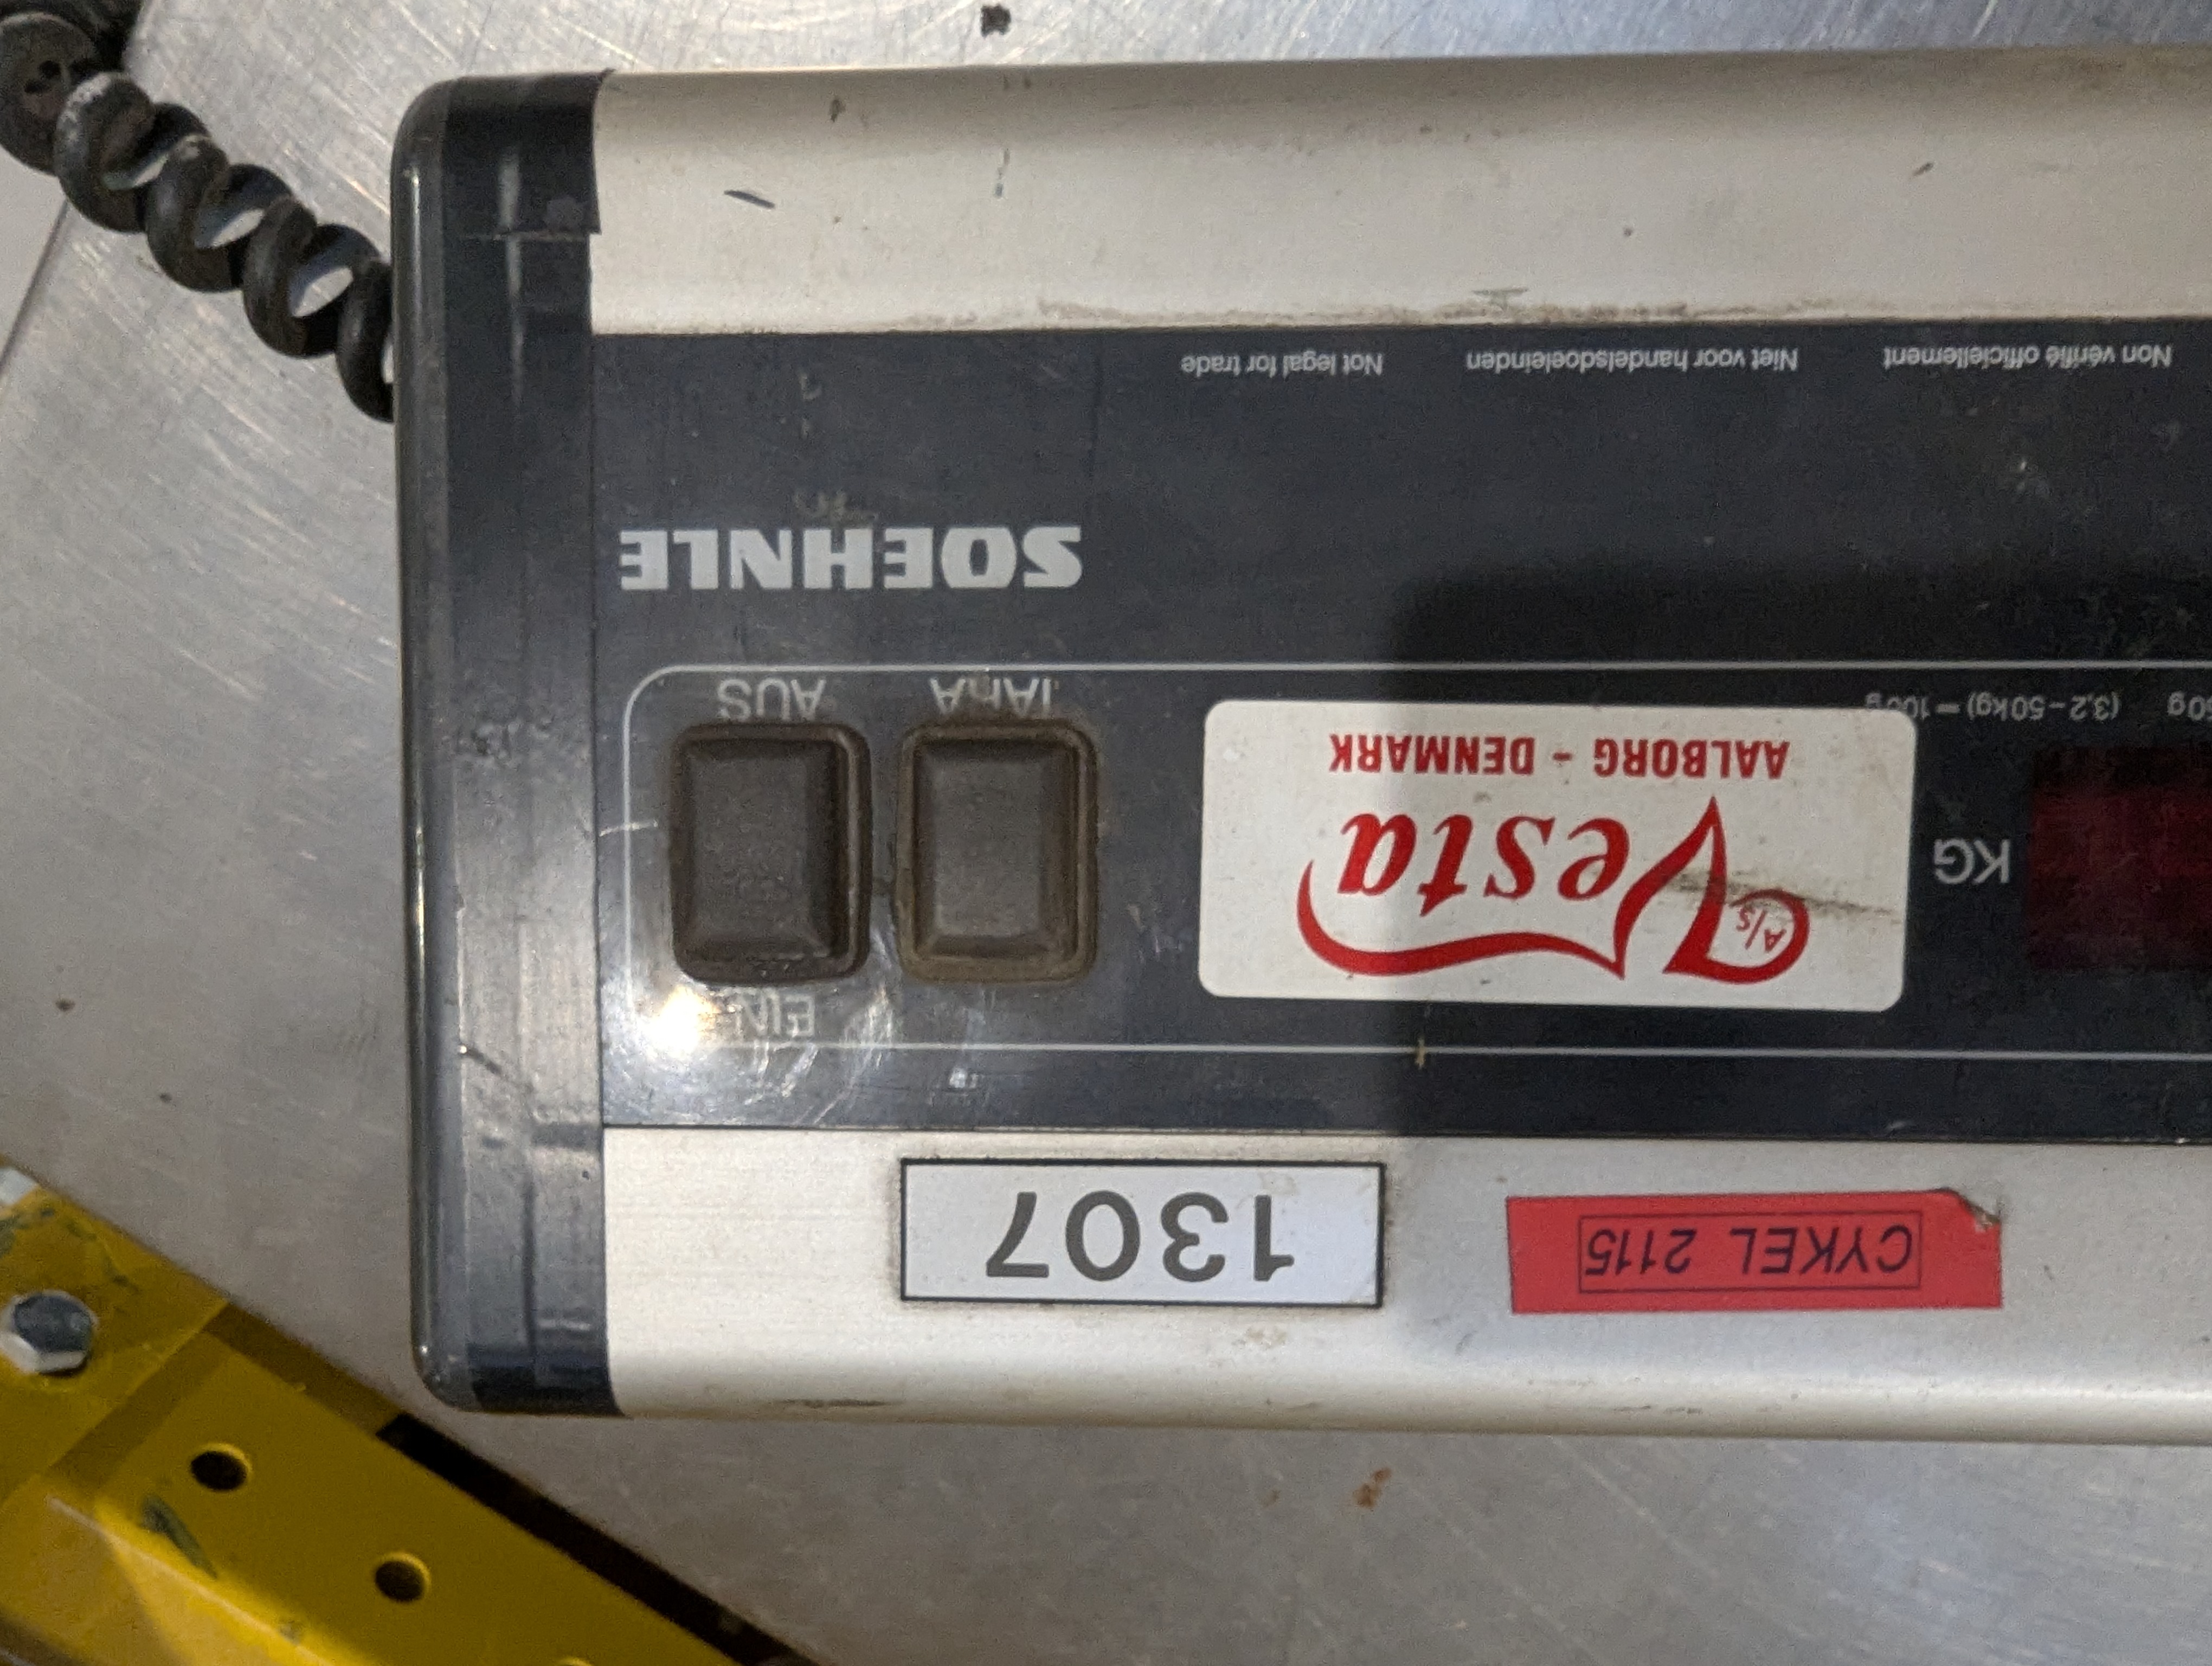 1307
CYKEL 2115
EIN
KG
A/S Vesta
AALBORG - DENMARK
TARA
AUS
(3,2-50kg) = 100g
SOEHNLE
Non vérifié officiellement
Niet voor handelsdoeleinden
Not legal for trade